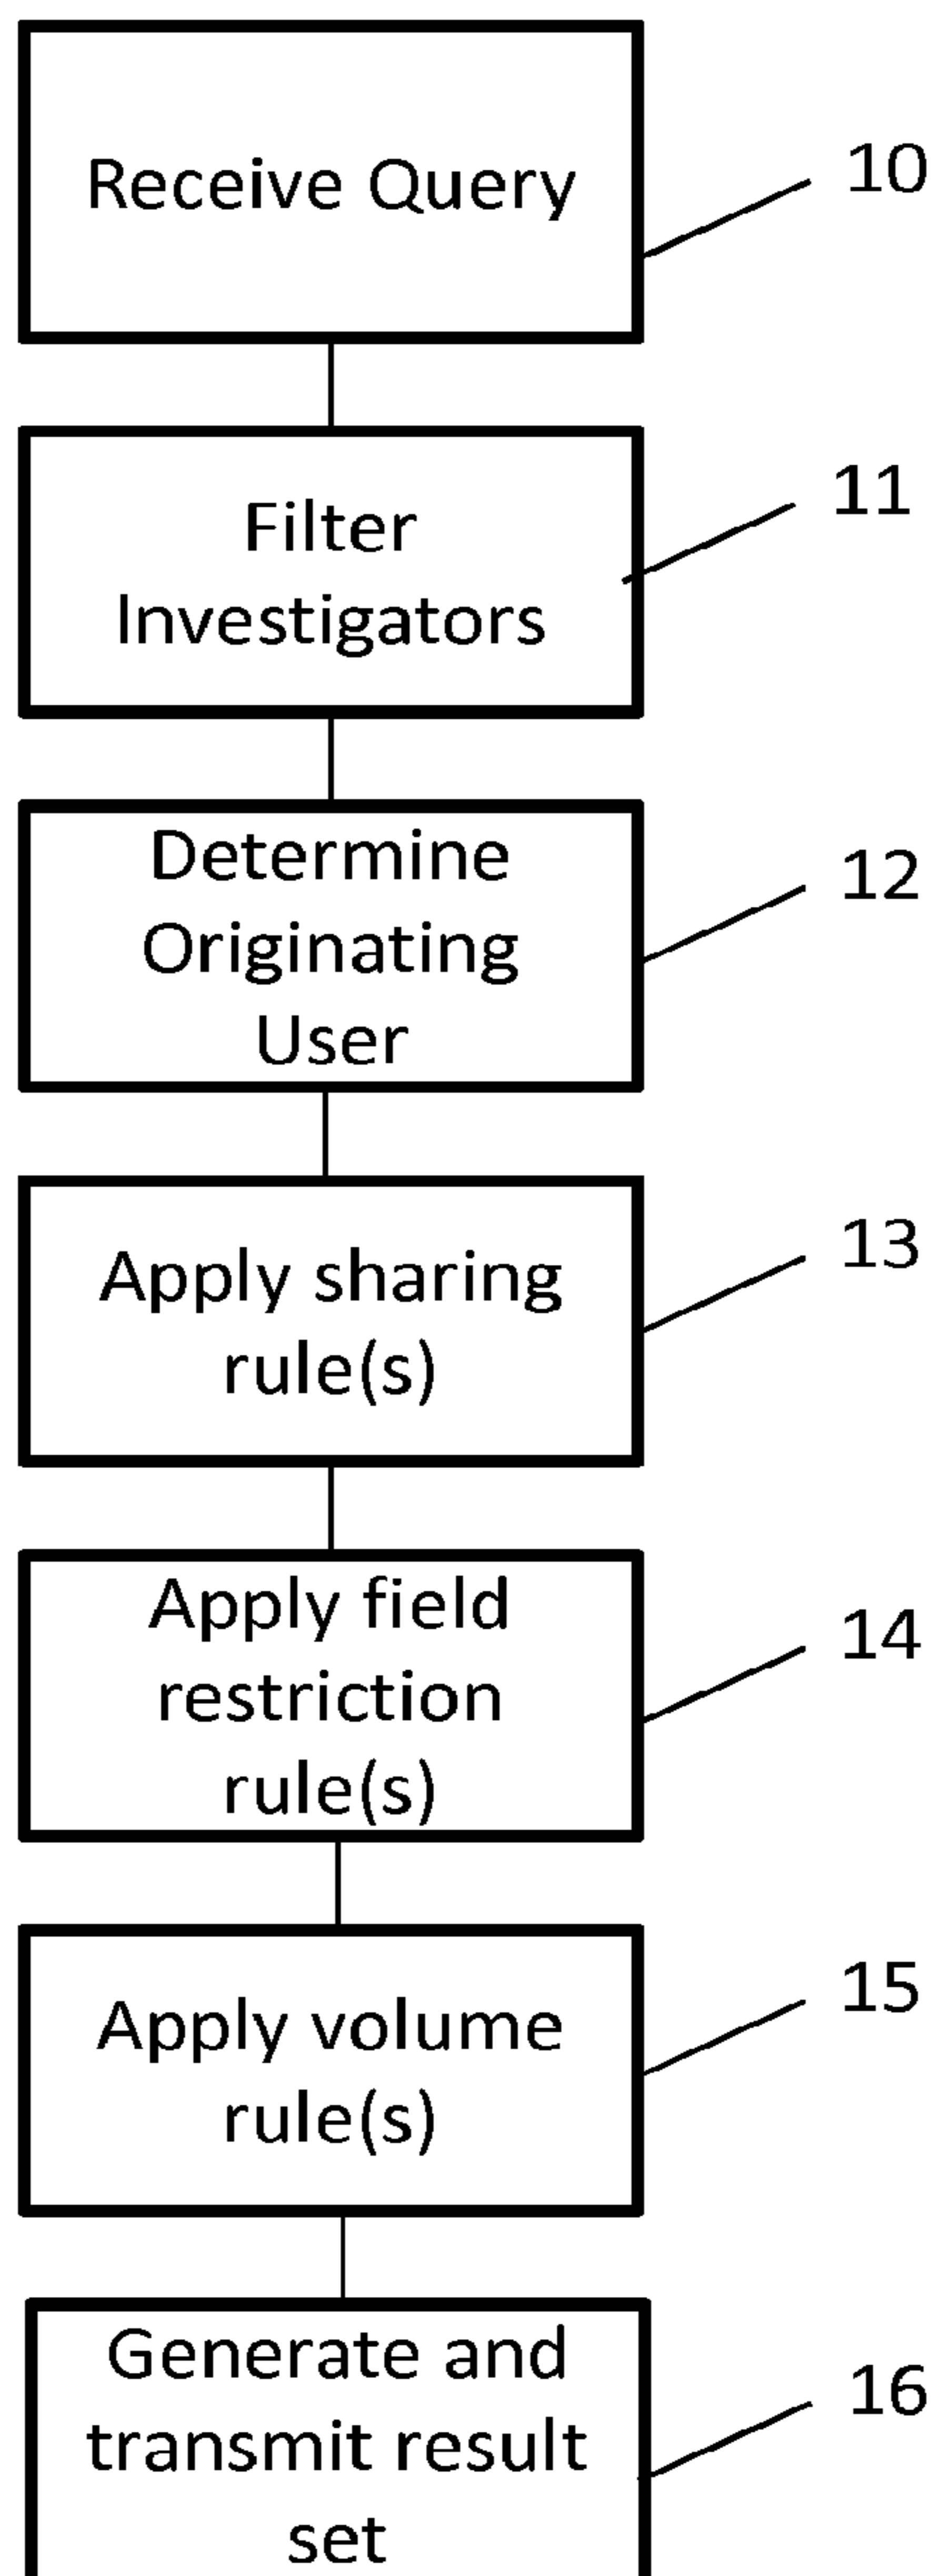 Receive Query
10
Filter
Investigators
11
Determine
Originating
User
12
Apply sharing
rule(s)
13
Apply field
restriction
rule(s)
14
Apply volume
rule(s)
15
Generate and
transmit result
set
16